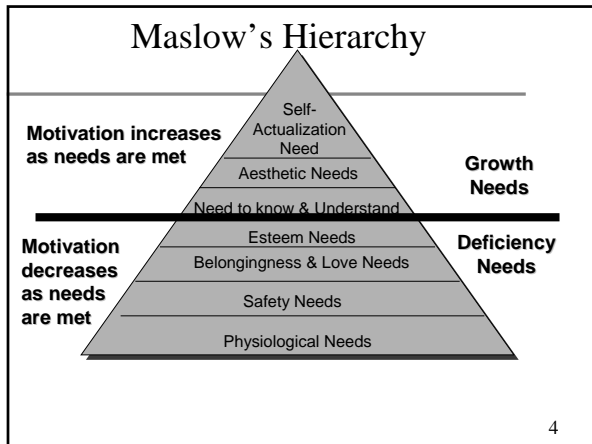 Maslow's Hierarchy
Motivation increases
as needs are met
Self-
Actualization
Need
Aesthetic Needs
Need to know & Understand
Growth
Needs
Motivation
decreases
as needs
are met
Esteem Needs
Belongingness & Love Needs
Safety Needs
Physiological Needs
Deficiency
Needs
4